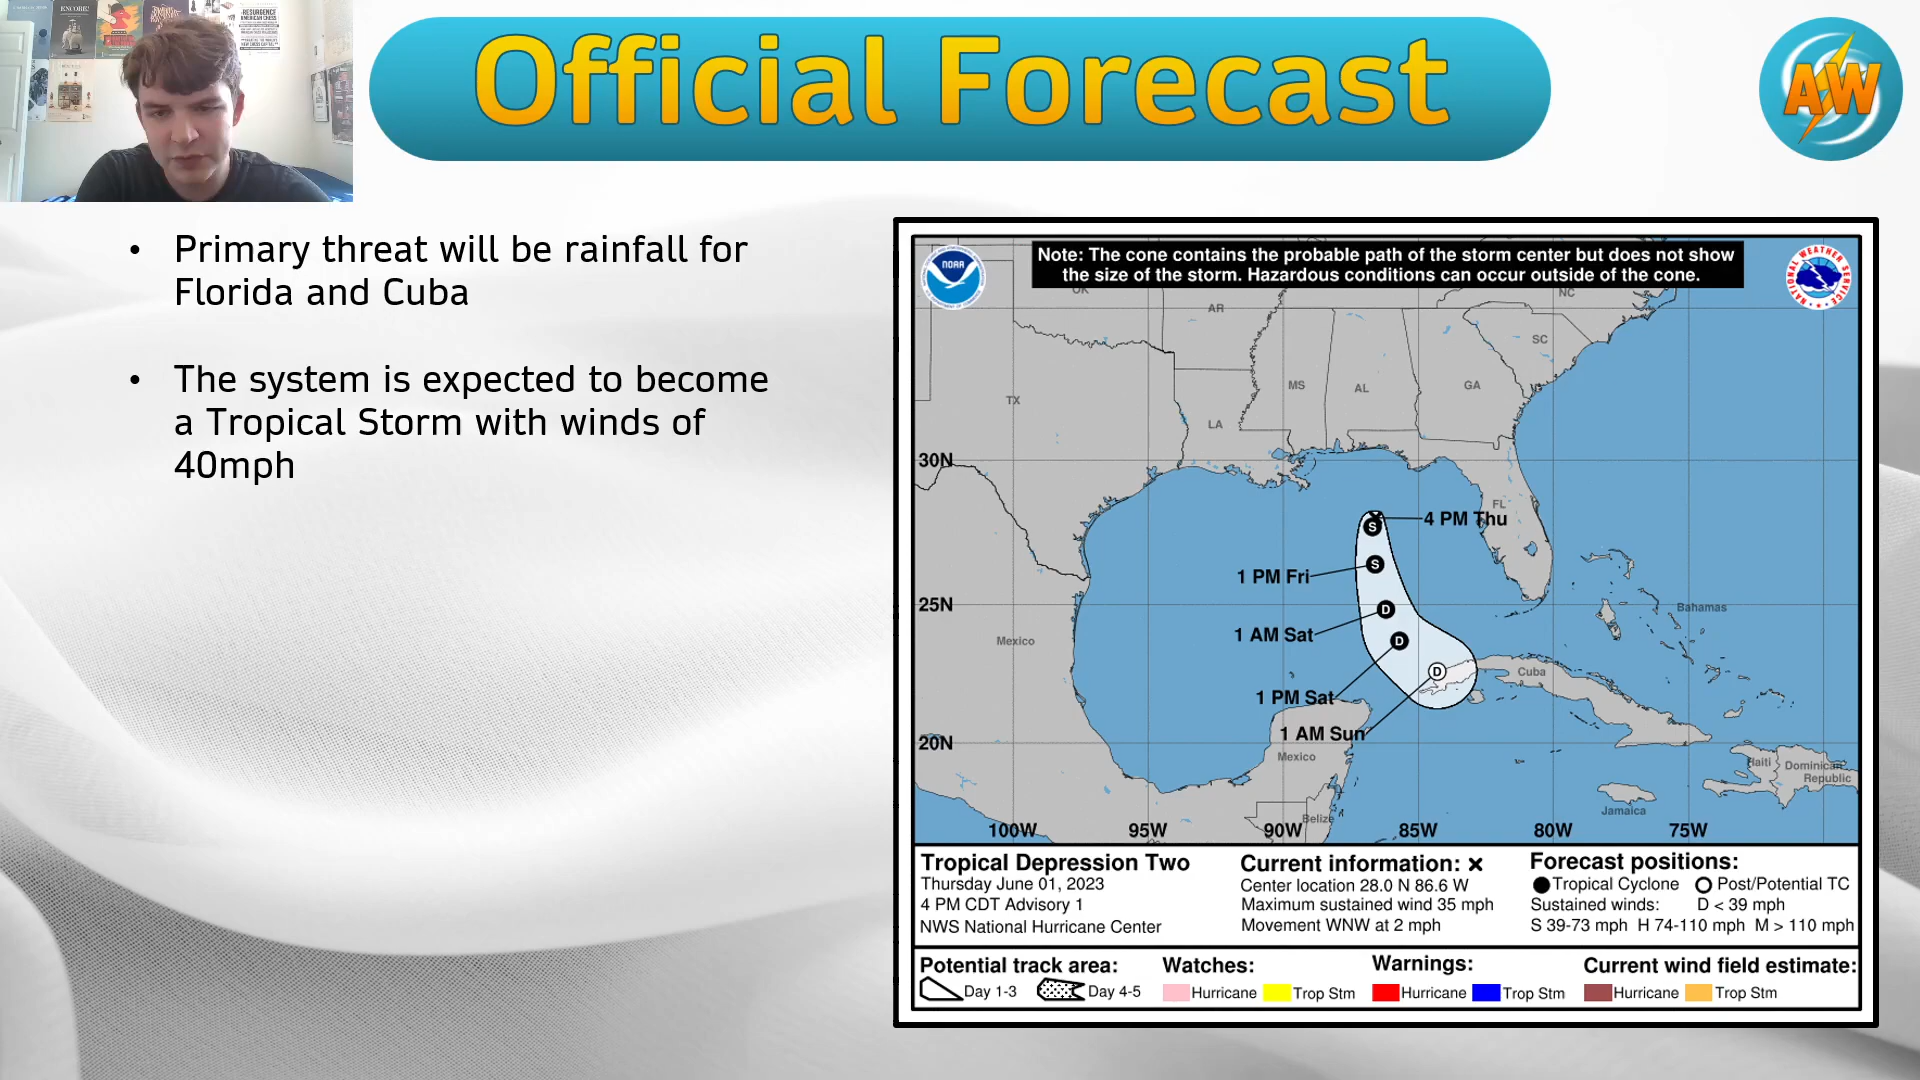 ENCORE!
RESURGENCE
AMERICAN CHESS
Official Forecast
AW
• Primary threat will be rainfall for
Florida and Cuba
• The system is expected to become
a Tropical Storm with winds of
40mph
Note: The cone contains the probable path of the storm center but does not show
the size of the storm. Hazardous conditions can occur outside of the cone.
NOAA
NATIONAL WEATHER SERVICE
OK
AR
NC
SC
TX
MS
AL
GA
LA
30N
FL
S
4 PM Thu
S
1 PM Fri
25N
D
Bahamas
1 AM Sat
Mexico
D
D
Cuba
1 PM Sat
1 AM Sun
20N
Mexico
Haiti
Dominican
Republic
Jamaica
Belize
100W 95W 90W 85W 80W 75W
Tropical Depression Two
Thursday June 01, 2023
4 PM CDT Advisory 1
NWS National Hurricane Center
Current information: x
Center location 28.0 N 86.6 W
Maximum sustained wind 35 mph
Movement WNW at 2 mph
Forecast positions:
Tropical Cyclone Post/Potential TC
Sustained winds: D < 39 mph
S 39-73 mph H 74-110 mph M > 110 mph
Potential track area:
Day 1-3 Day 4-5
Watches:
Hurricane Trop Stm
Warnings:
Hurricane Trop Stm
Current wind field estimate:
Hurricane Trop Stm